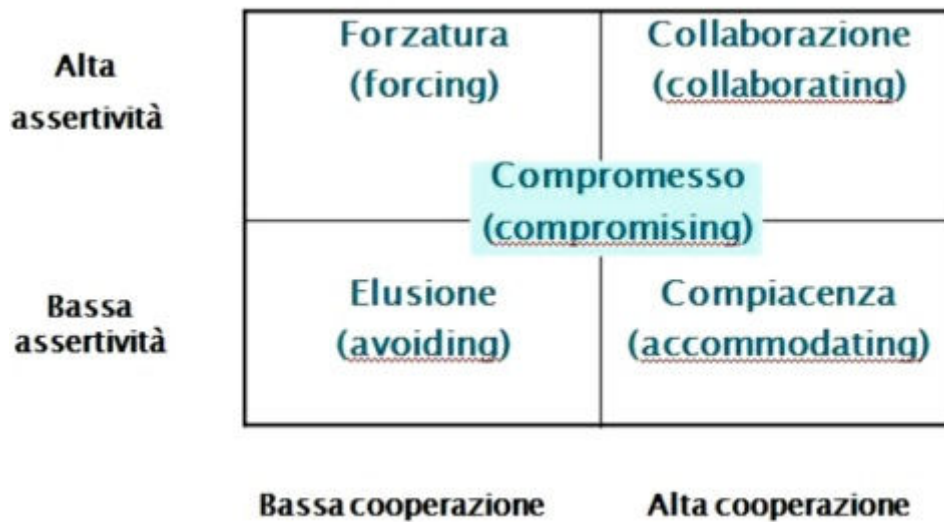 Alta
assertività
Forzatura
(forcing)
Collaborazione
(collaborating)
Compromesso
(compromising)
Bassa
assertività
Elusione
(avoiding)
Compiacenza
(accommodating)
Bassa cooperazione
Alta cooperazione